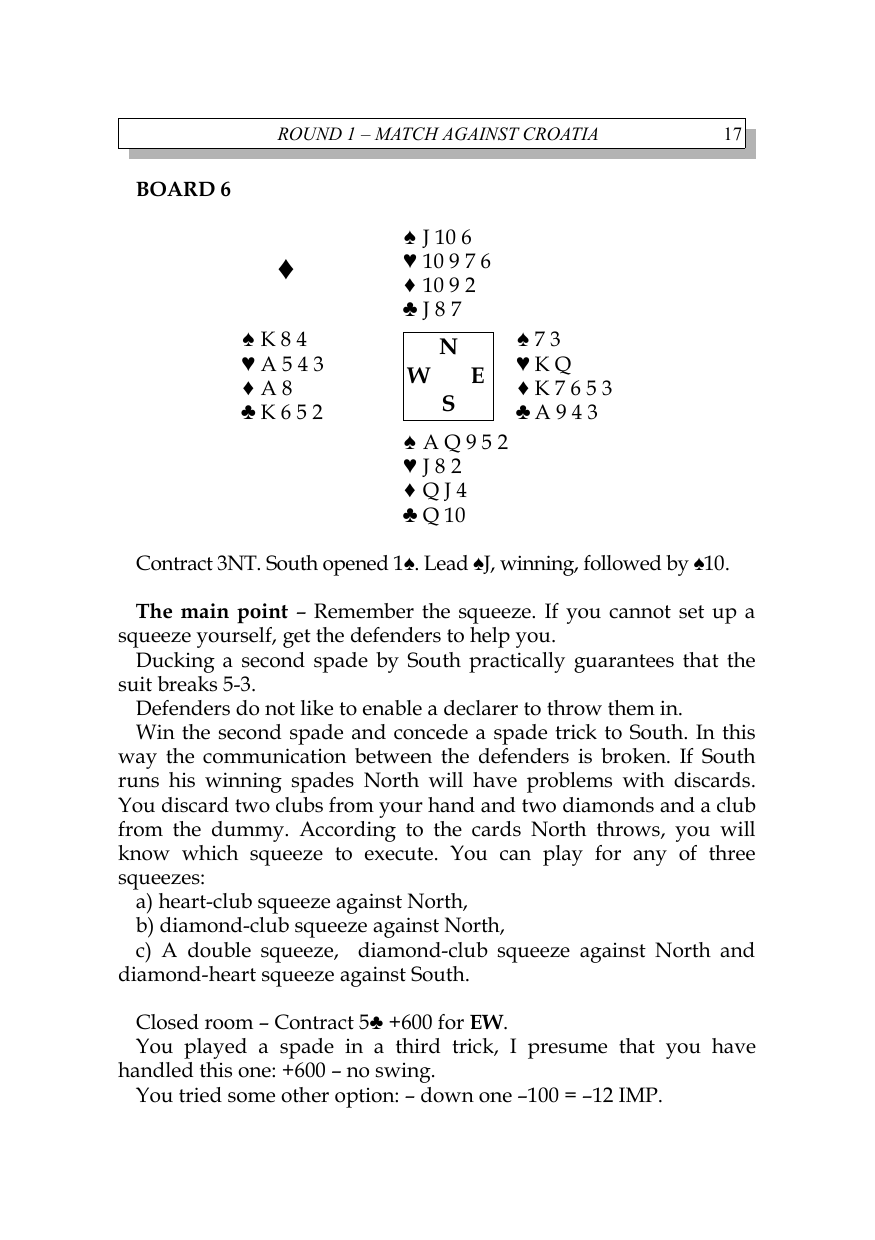 ROUND 1 – MATCH AGAINST CROATIA 17
BOARD 6
♠ J 10 6
♦ ♥ 10 9 7 6
♦ 10 9 2
♣ J 8 7
♠ K 8 4 N ♠ 7 3
♥ A 5 4 3 W E ♥ K Q
♦ A 8 ♦ K 7 6 5 3
♣ K 6 5 2 S ♣ A 9 4 3
♠ A Q 9 5 2
♥ J 8 2
♦ Q J 4
♣ Q 10
Contract 3NT. South opened 1♠. Lead ♠J, winning, followed by ♠10.
The main point – Remember the squeeze. If you cannot set up a
squeeze yourself, get the defenders to help you.
Ducking a second spade by South practically guarantees that the
suit breaks 5-3.
Defenders do not like to enable a declarer to throw them in.
Win the second spade and concede a spade trick to South. In this
way the communication between the defenders is broken. If South
runs his winning spades North will have problems with discards.
You discard two clubs from your hand and two diamonds and a club
from the dummy. According to the cards North throws, you will
know which squeeze to execute. You can play for any of three
squeezes:
a) heart-club squeeze against North,
b) diamond-club squeeze against North,
c) A double squeeze, diamond-club squeeze against North and
diamond-heart squeeze against South.
Closed room – Contract 5♣ +600 for EW.
You played a spade in a third trick, I presume that you have
handled this one: +600 – no swing.
You tried some other option: – down one –100 = –12 IMP.